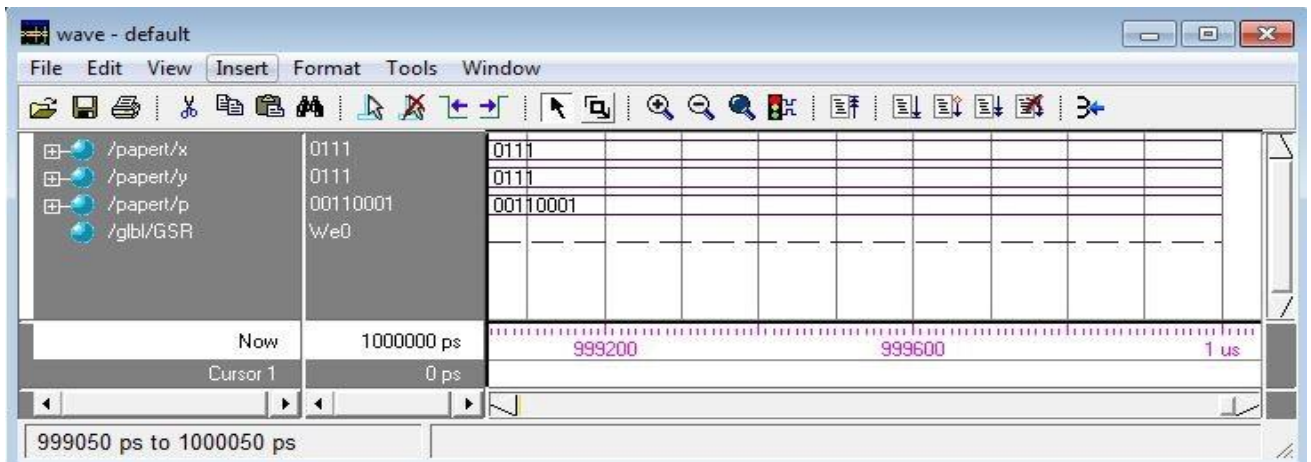 wave - default
File Edit View Insert Format Tools Window
/papert/x 0111 0111
/papert/y 0111 0111
/papert/p 00110001 00110001
/glbl/GSR We0
Now 1000000 ps 999200 999600 1 us
Cursor 1 0 ps
999050 ps to 1000050 ps